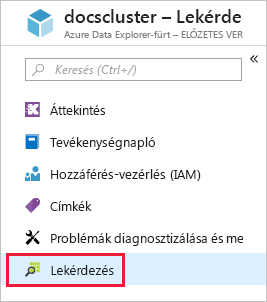 docscluster – Lekérde
Azure Data Explorer-fürt – ELŐZETES VER
Keresés (Ctrl+/)
Áttekintés
Tevékenységnapló
Hozzáférés-vezérlés (IAM)
Címkék
Problémák diagnosztizálása és me
Lekérdezés